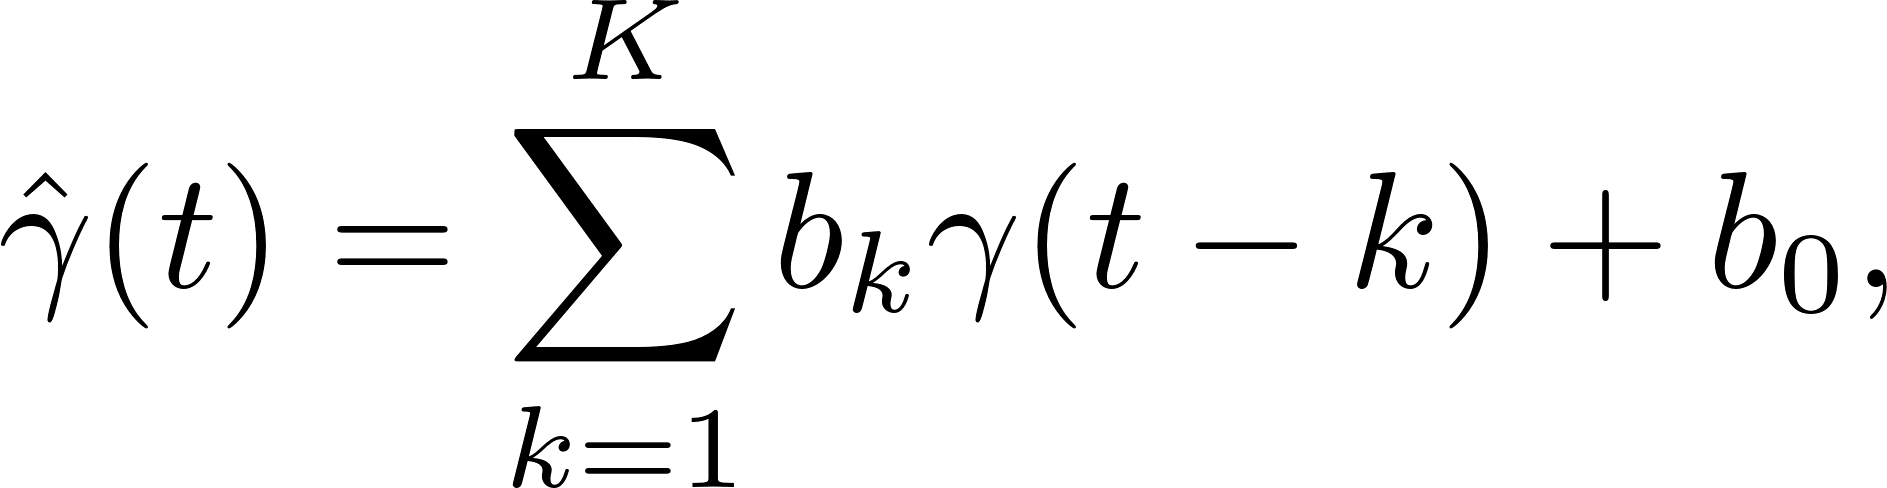 \hat{\gamma}(t) = \sum_{k=1}^{K} b_k \gamma(t - k) + b_0,